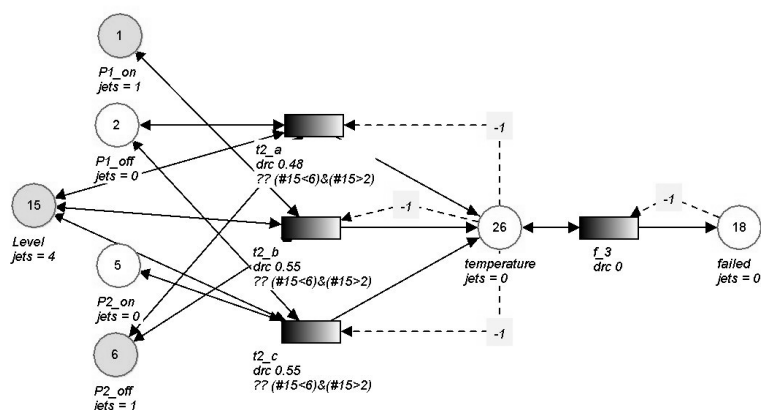 1
P1_on
jets = 1
2
P1_off
jets = 0
t2_a
drc 0.48
?? (#15<6)&(#15>2)
-1
15
Level
jets = 4
-1
t2_b
drc 0.55
?? (#15<6)&(#15>2)
26
temperature
jets = 0
f_3
drc 0
-1
18
failed
jets = 0
5
P2_on
jets = 0
t2_c
drc 0.55
?? (#15<6)&(#15>2)
-1
6
P2_off
jets = 1